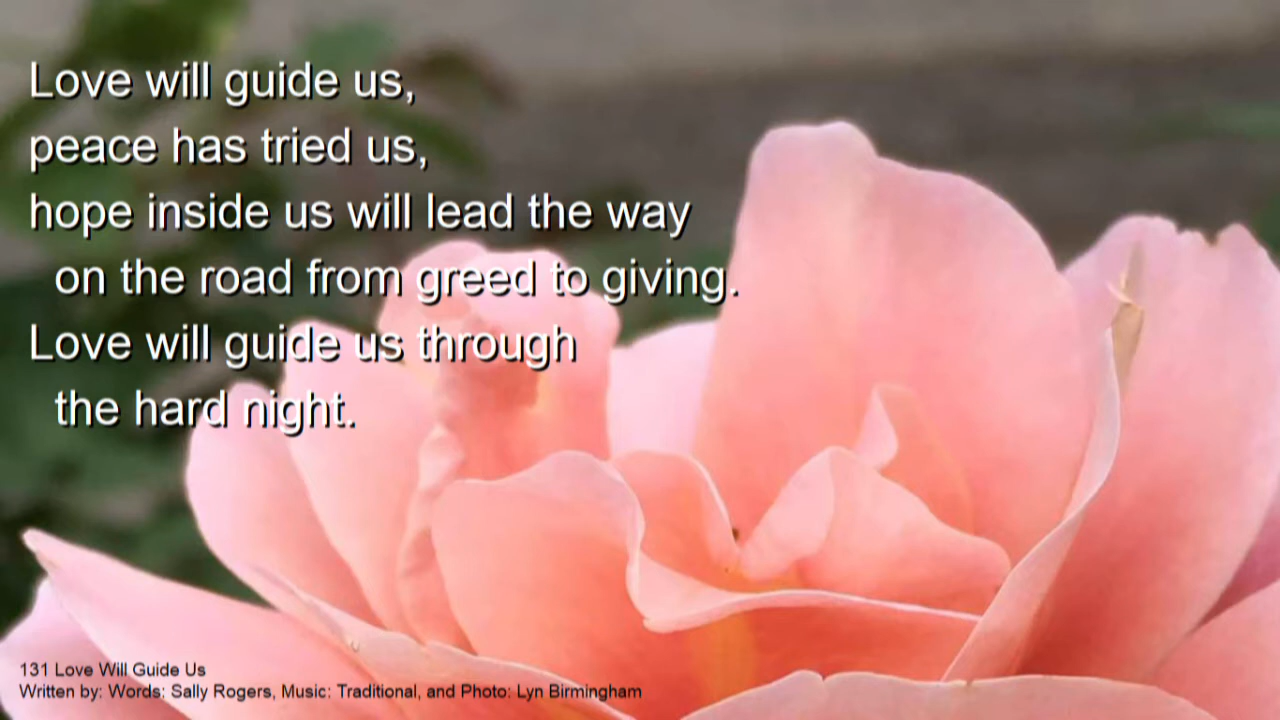 Love will guide us,
peace has tried us,
hope inside us will lead the way
on the road from greed to giving.
Love will guide us through
the hard night.
131 Love Will Guide Us
Written by: Words: Sally Rogers, Music: Traditional, and Photo: Lyn Birmingham